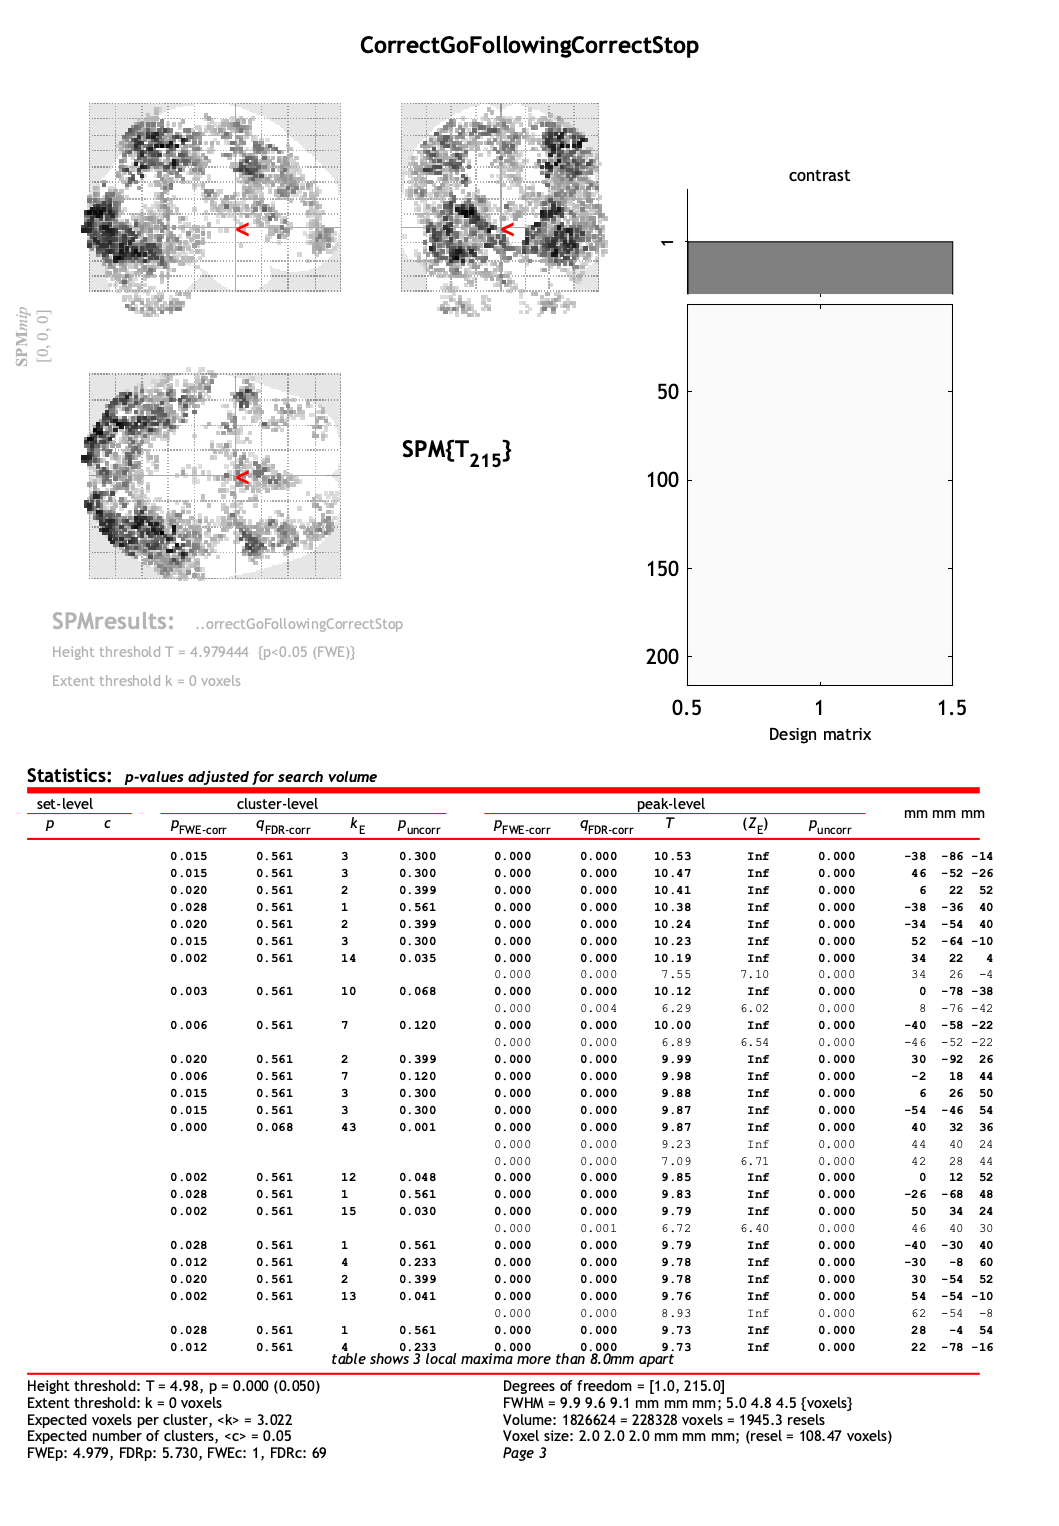 CorrectGoFollowingCorrectStop
<
<
SPMmip
[0, 0, 0]
<
SPM{T215}
contrast
1
50
100
150
200
0.5 1 1.5
Design matrix
SPMresults: ..orrectGoFollowingCorrectStop
Height threshold T = 4.979444 {p<0.05 (FWE)}
Extent threshold k = 0 voxels
Statistics: p-values adjusted for search volume
set-level cluster-level peak-level mm mm mm
p c pFWE-corr qFDR-corr kE puncorr pFWE-corr qFDR-corr T (ZE) puncorr
0.015 0.561 3 0.300 0.000 0.000 10.53 Inf 0.000 -38 -86 -14
0.015 0.561 3 0.300 0.000 0.000 10.47 Inf 0.000 46 -52 -26
0.020 0.561 2 0.399 0.000 0.000 10.41 Inf 0.000 6 22 52
0.028 0.561 1 0.561 0.000 0.000 10.38 Inf 0.000 -38 -36 40
0.020 0.561 2 0.399 0.000 0.000 10.24 Inf 0.000 -34 -54 40
0.015 0.561 3 0.300 0.000 0.000 10.23 Inf 0.000 52 -64 -10
0.002 0.561 14 0.035 0.000 0.000 10.19 Inf 0.000 34 22 4
0.000 0.000 7.55 7.10 0.000 34 26 -4
0.003 0.561 10 0.068 0.000 0.000 10.12 Inf 0.000 0 -78 -38
0.000 0.004 6.29 6.02 0.000 8 -76 -42
0.006 0.561 7 0.120 0.000 0.000 10.00 Inf 0.000 -40 -58 -22
0.000 0.000 6.89 6.54 0.000 -46 -52 -22
0.020 0.561 2 0.399 0.000 0.000 9.99 Inf 0.000 30 -92 26
0.006 0.561 7 0.120 0.000 0.000 9.98 Inf 0.000 -2 18 44
0.015 0.561 3 0.300 0.000 0.000 9.88 Inf 0.000 6 26 50
0.015 0.561 3 0.300 0.000 0.000 9.87 Inf 0.000 -54 -46 54
0.000 0.068 43 0.001 0.000 0.000 9.87 Inf 0.000 40 32 36
0.000 0.000 9.23 Inf 0.000 44 40 24
0.000 0.000 7.09 6.71 0.000 42 28 44
0.002 0.561 12 0.048 0.000 0.000 9.85 Inf 0.000 0 12 52
0.028 0.561 1 0.561 0.000 0.000 9.83 Inf 0.000 -26 -68 48
0.002 0.561 15 0.030 0.000 0.000 9.79 Inf 0.000 50 34 24
0.000 0.001 6.72 6.40 0.000 46 40 30
0.028 0.561 1 0.561 0.000 0.000 9.79 Inf 0.000 -40 -30 40
0.012 0.561 4 0.233 0.000 0.000 9.78 Inf 0.000 -30 -8 60
0.020 0.561 2 0.399 0.000 0.000 9.78 Inf 0.000 30 -54 52
0.002 0.561 13 0.041 0.000 0.000 9.76 Inf 0.000 54 -54 -10
0.000 0.000 8.93 Inf 0.000 62 -54 -8
0.028 0.561 1 0.561 0.000 0.000 9.73 Inf 0.000 28 -4 54
0.012 0.561 4 0.233 0.000 0.000 9.73 Inf 0.000 22 -78 -16
table shows 3 local maxima more than 8.0mm apart
Height threshold: T = 4.98, p = 0.000 (0.050)
Extent threshold: k = 0 voxels
Expected voxels per cluster, <k> = 3.022
Expected number of clusters, <c> = 0.05
FWEp: 4.979, FDRp: 5.730, FWEc: 1, FDRc: 69
Degrees of freedom = [1.0, 215.0]
FWHM = 9.9 9.6 9.1 mm mm mm; 5.0 4.8 4.5 {voxels}
Volume: 1826624 = 228328 voxels = 1945.3 resels
Voxel size: 2.0 2.0 2.0 mm mm mm; (resel = 108.47 voxels)
Page 3